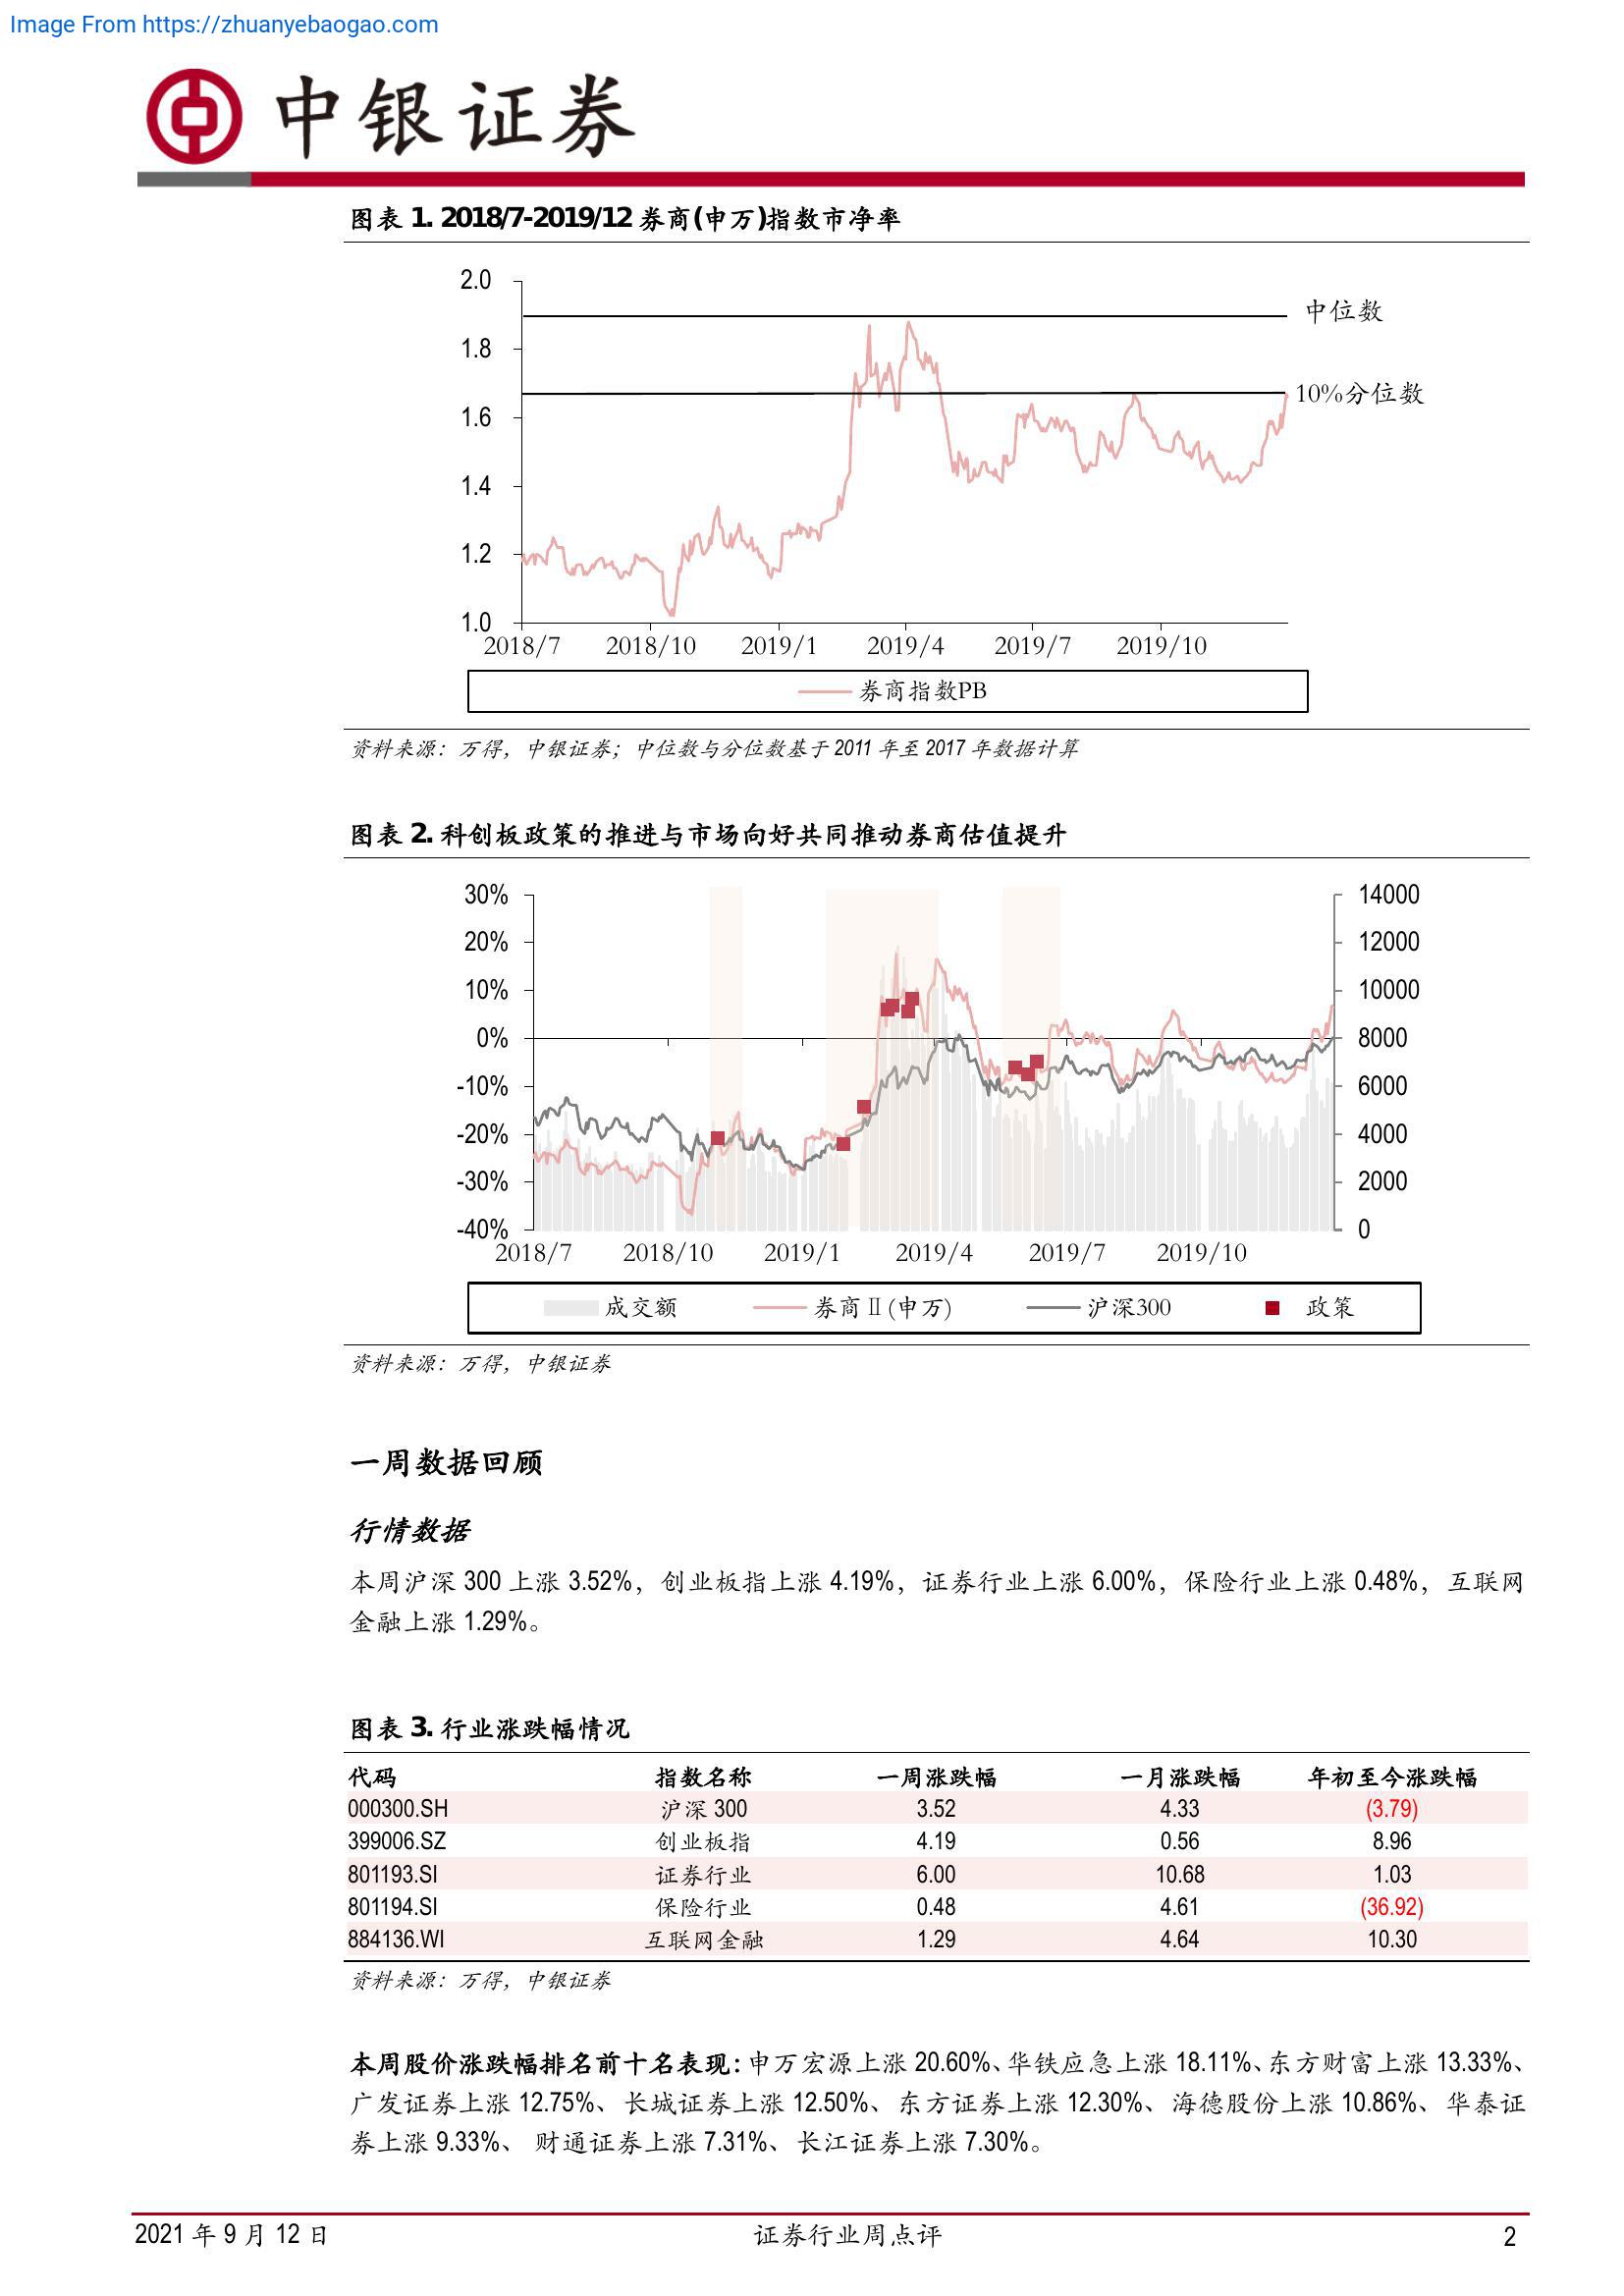 Image From https://zhuanyebaogao.com
中银证券
图表 1. 2018/7-2019/12 券商(申万)指数市净率
2.0
1.8
1.6
1.4
1.2
1.0
中位数
10%分位数
2018/7 2018/10 2019/1 2019/4 2019/7 2019/10
券商指数PB
资料来源：万得，中银证券；中位数与分位数基于 2011 年至 2017 年数据计算
图表 2. 科创板政策的推进与市场向好共同推动券商估值提升
30% 14000
20% 12000
10% 10000
0% 8000
-10% 6000
-20% 4000
-30% 2000
-40% 0
2018/7 2018/10 2019/1 2019/4 2019/7 2019/10
成交额 券商Ⅱ(申万) 沪深300 政策
资料来源：万得，中银证券
一周数据回顾
行情数据
本周沪深 300 上涨 3.52%，创业板指上涨 4.19%，证券行业上涨 6.00%，保险行业上涨 0.48%，互联网
金融上涨 1.29%。
图表 3. 行业涨跌幅情况
代码 指数名称 一周涨跌幅 一月涨跌幅 年初至今涨跌幅
000300.SH 沪深 300 3.52 4.33 (3.79)
399006.SZ 创业板指 4.19 0.56 8.96
801193.SI 证券行业 6.00 10.68 1.03
801194.SI 保险行业 0.48 4.61 (36.92)
884136.WI 互联网金融 1.29 4.64 10.30
资料来源：万得，中银证券
本周股价涨跌幅排名前十名表现：申万宏源上涨 20.60%、华铁应急上涨 18.11%、东方财富上涨 13.33%、
广发证券上涨 12.75%、长城证券上涨 12.50%、东方证券上涨 12.30%、海德股份上涨 10.86%、华泰证
券上涨 9.33%、 财通证券上涨 7.31%、长江证券上涨 7.30%。
2021 年 9 月 12 日 证券行业周点评 2